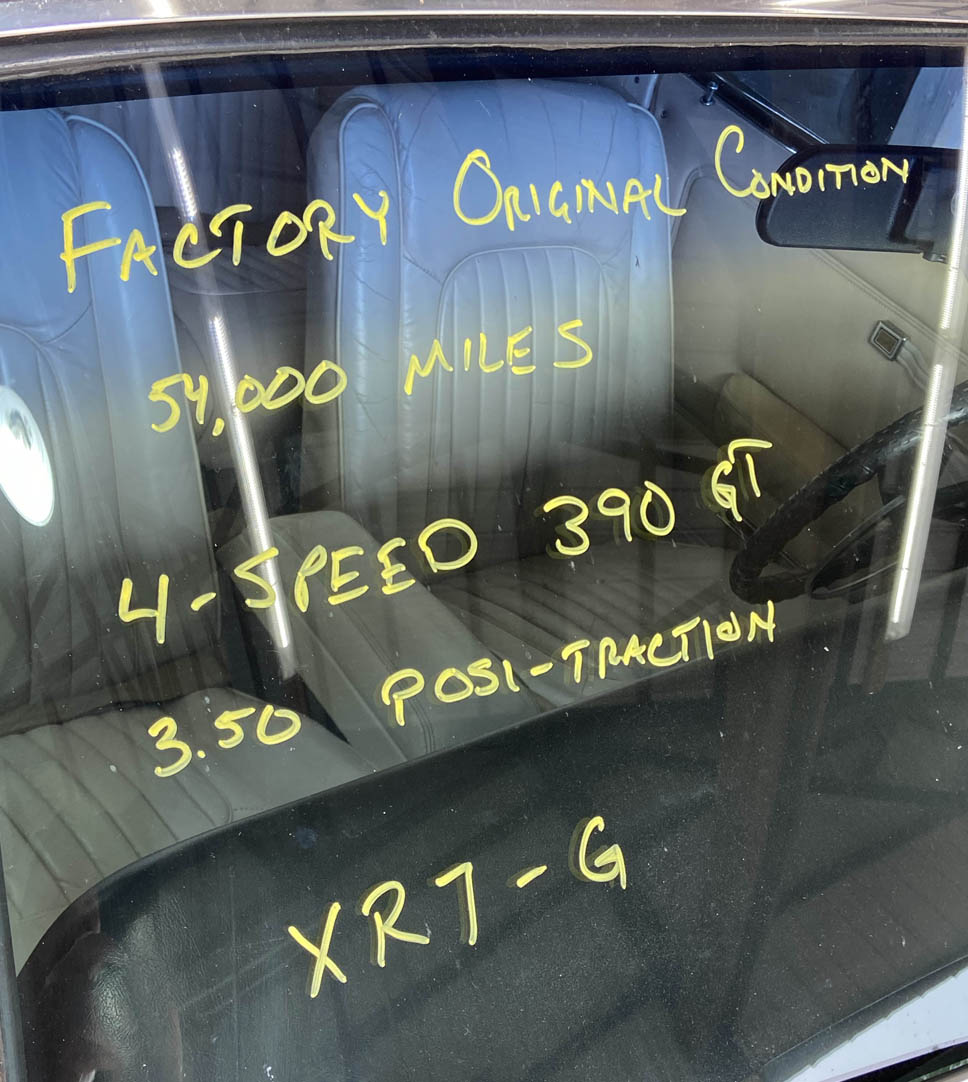 FACTORY ORIGINAL CONDITION
54,000 MILES
4-SPEED 390 GT
3.50 POSI-TRACTION
XR7-G